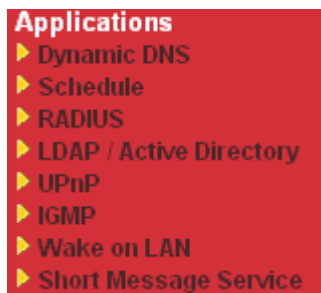 Applications
Dynamic DNS
Schedule
RADIUS
LDAP / Active Directory
UPnP
IGMP
Wake on LAN
Short Message Service